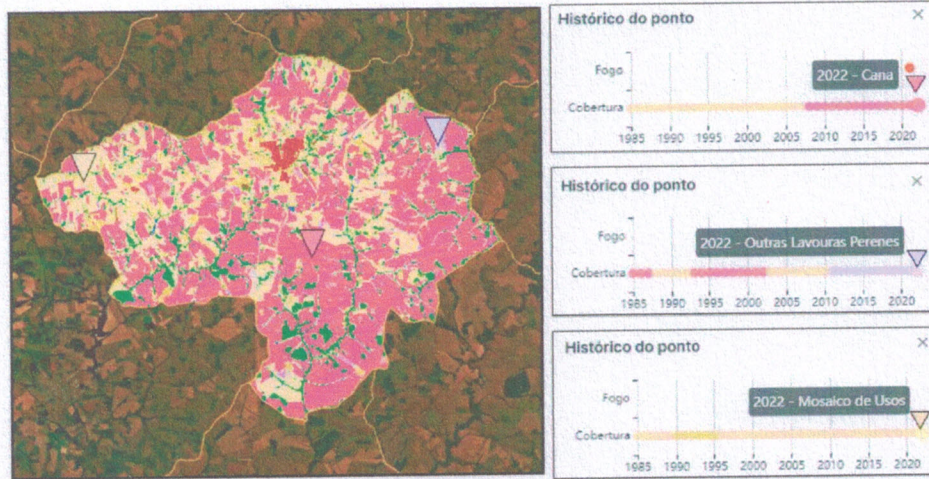 Histórico do ponto ×
Fogo
2022 - Cana
Cobertura
1985 1990 1995 2000 2005 2010 2015 2020
Histórico do ponto ×
Fogo
2022 - Outras Lavouras Perenes
Cobertura
1985 1990 1995 2000 2005 2010 2015 2020
Histórico do ponto ×
Fogo
2022 - Mosaico de Usos
Cobertura
1985 1990 1995 2000 2005 2010 2015 2020